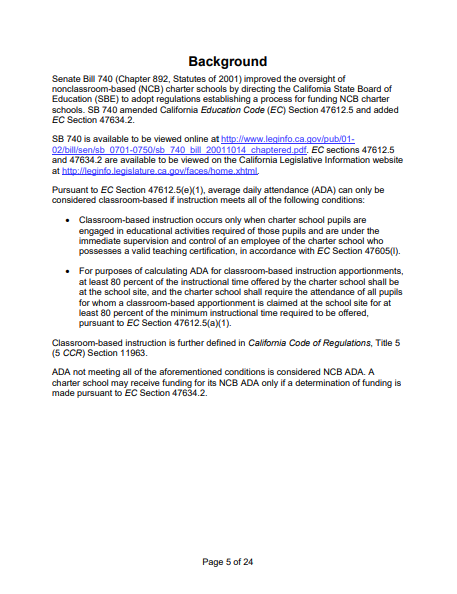 Background
Senate Bill 740 (Chapter 892, Statutes of 2001) improved the oversight of
nonclassroom-based (NCB) charter schools by directing the California State Board of
Education (SBE) to adopt regulations establishing a process for funding NCB charter
schools. SB 740 amended California Education Code (EC) Section 47612.5 and added
EC Section 47634.2.
SB 740 is available to be viewed online at http://www.leginfo.ca.gov/pub/01-
02/bill/sen/sb_0701-0750/sb_740_bill_20011014_chaptered.pdf. EC sections 47612.5
and 47634.2 are available to be viewed on the California Legislative Information website
at http://leginfo.legislature.ca.gov/faces/home.xhtml.
Pursuant to EC Section 47612.5(e)(1), average daily attendance (ADA) can only be
considered classroom-based if instruction meets all of the following conditions:
• Classroom-based instruction occurs only when charter school pupils are
engaged in educational activities required of those pupils and are under the
immediate supervision and control of an employee of the charter school who
possesses a valid teaching certification, in accordance with EC Section 47605(l).
• For purposes of calculating ADA for classroom-based instruction apportionments,
at least 80 percent of the instructional time offered by the charter school shall be
at the school site, and the charter school shall require the attendance of all pupils
for whom a classroom-based apportionment is claimed at the school site for at
least 80 percent of the minimum instructional time required to be offered,
pursuant to EC Section 47612.5(a)(1).
Classroom-based instruction is further defined in California Code of Regulations, Title 5
(5 CCR) Section 11963.
ADA not meeting all of the aforementioned conditions is considered NCB ADA. A
charter school may receive funding for its NCB ADA only if a determination of funding is
made pursuant to EC Section 47634.2.
Page 5 of 24